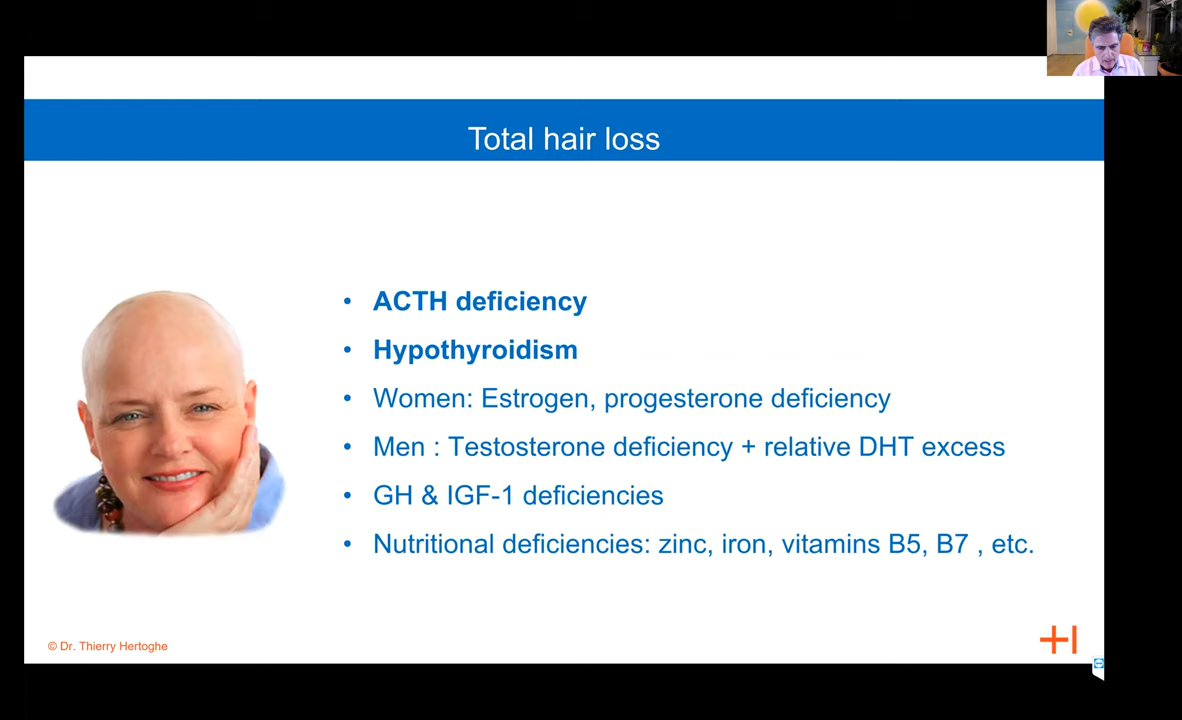 Total hair loss
• ACTH deficiency
• Hypothyroidism
• Women: Estrogen, progesterone deficiency
• Men : Testosterone deficiency + relative DHT excess
• GH & IGF-1 deficiencies
• Nutritional deficiencies: zinc, iron, vitamins B5, B7 , etc.
© Dr. Thierry Hertoghe